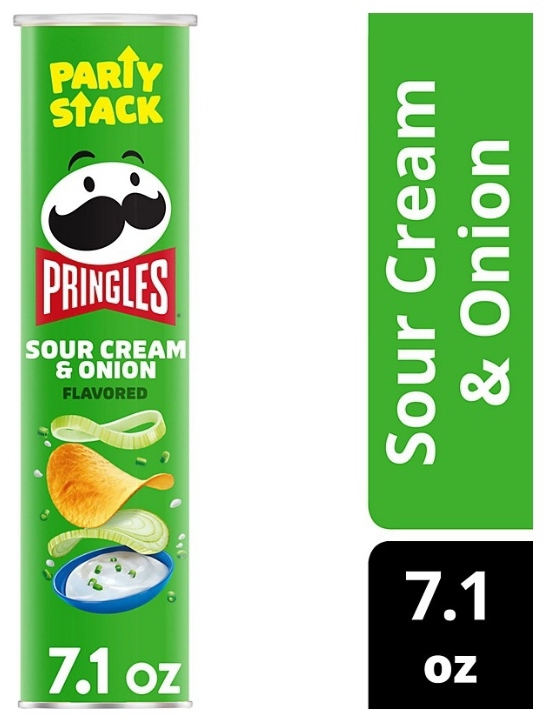 PARTY
STACK
PRINGLES
SOUR CREAM
& ONION
FLAVORED
7.1 oz
Sour Cream
& Onion
7.1
oz